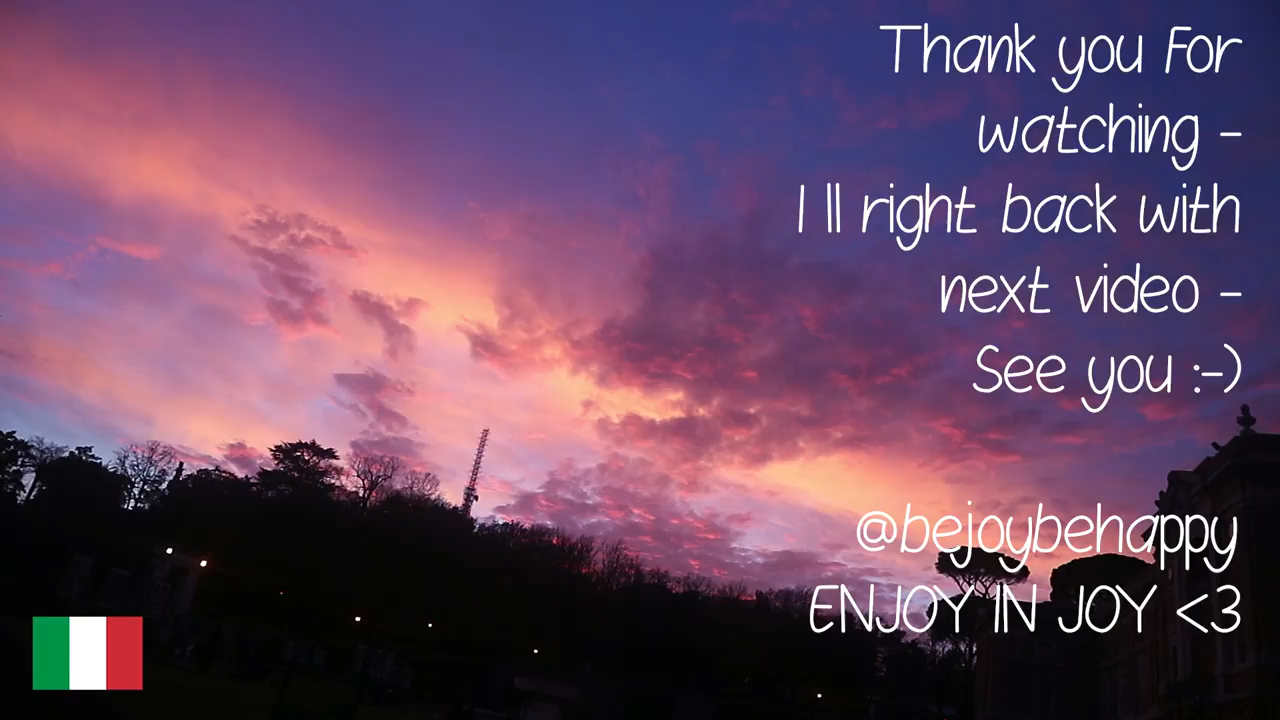 Thank you For
watching -
I ll right back with
next video -
See you :-)
@bejoybehappy
ENJOY IN JOY <3